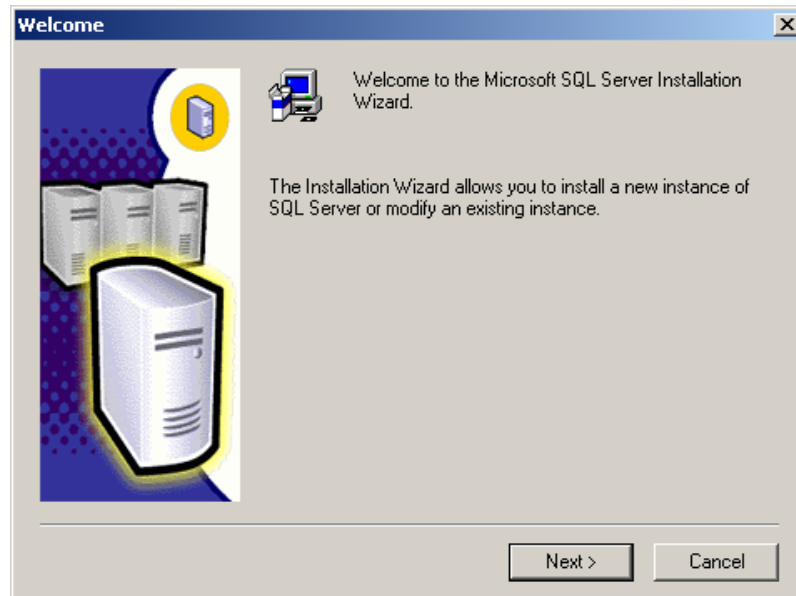 Welcome
Welcome to the Microsoft SQL Server Installation
Wizard.
The Installation Wizard allows you to install a new instance of
SQL Server or modify an existing instance.
Next >
Cancel